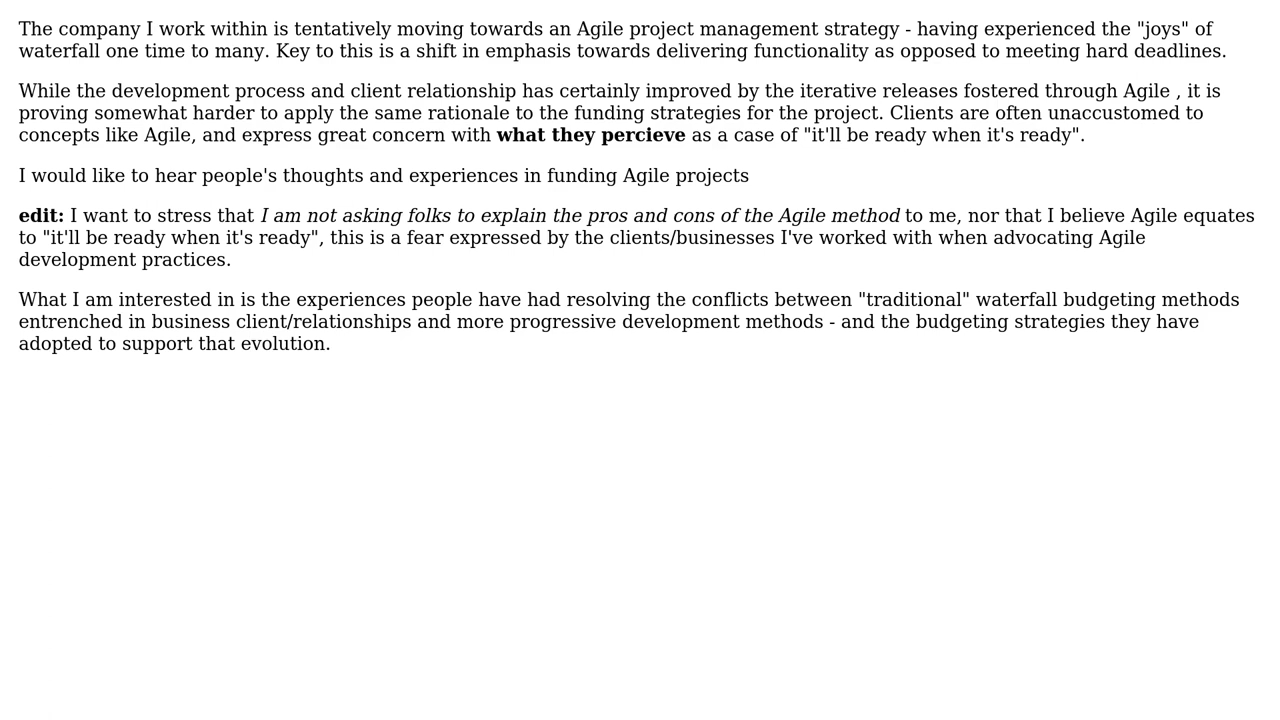 The company I work within is tentatively moving towards an Agile project management strategy - having experienced the "joys" of
waterfall one time to many. Key to this is a shift in emphasis towards delivering functionality as opposed to meeting hard deadlines.
While the development process and client relationship has certainly improved by the iterative releases fostered through Agile , it is
proving somewhat harder to apply the same rationale to the funding strategies for the project. Clients are often unaccustomed to
concepts like Agile, and express great concern with what they percieve as a case of "it'll be ready when it's ready".
I would like to hear people's thoughts and experiences in funding Agile projects
edit: I want to stress that I am not asking folks to explain the pros and cons of the Agile method to me, nor that I believe Agile equates
to "it'll be ready when it's ready", this is a fear expressed by the clients/businesses I've worked with when advocating Agile
development practices.
What I am interested in is the experiences people have had resolving the conflicts between "traditional" waterfall budgeting methods
entrenched in business client/relationships and more progressive development methods - and the budgeting strategies they have
adopted to support that evolution.